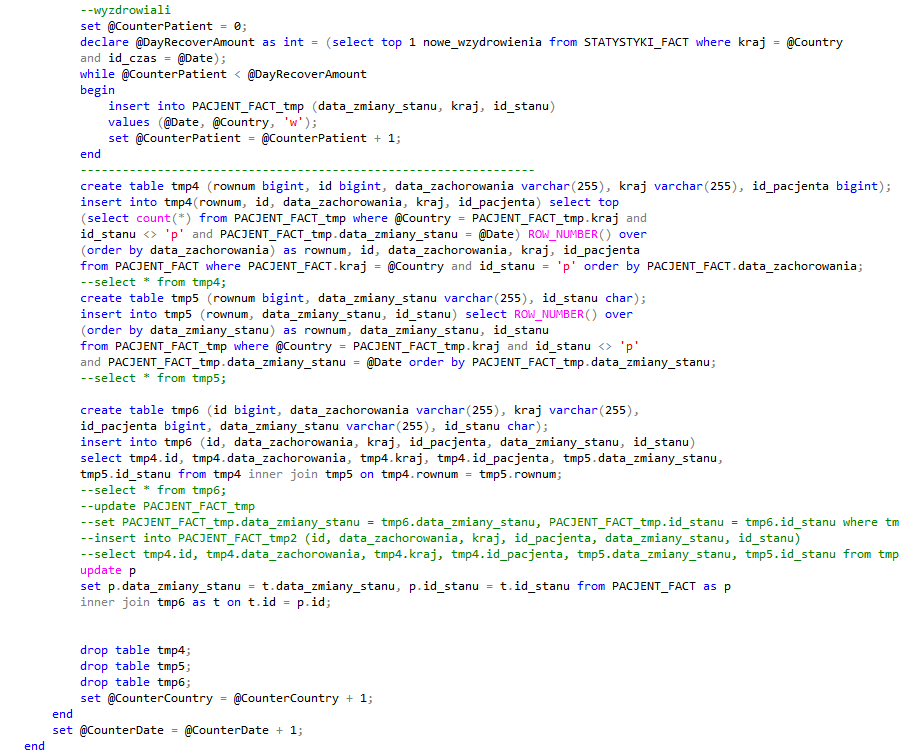 --wyzdrowiali
set @CounterPatient = 0;
declare @DayRecoverAmount as int = (select top 1 nowe_wzydrowienia from STATYSTYKI_FACT where kraj = @Country
and id_czas = @Date);
while @CounterPatient < @DayRecoverAmount
begin
insert into PACJENT_FACT_tmp (data_zmiany_stanu, kraj, id_stanu)
values (@Date, @Country, 'w');
set @CounterPatient = @CounterPatient + 1;
end
-----------------------------------------------------------------
create table tmp4 (rownum bigint, id bigint, data_zachorowania varchar(255), kraj varchar(255), id_pacjenta bigint);
insert into tmp4(rownum, id, data_zachorowania, kraj, id_pacjenta) select top
(select count(*) from PACJENT_FACT_tmp where @Country = PACJENT_FACT_tmp.kraj and
id_stanu <> 'p' and PACJENT_FACT_tmp.data_zmiany_stanu = @Date) ROW_NUMBER() over
(order by data_zachorowania) as rownum, id, data_zachorowania, kraj, id_pacjenta
from PACJENT_FACT where PACJENT_FACT.kraj = @Country and id_stanu = 'p' order by PACJENT_FACT.data_zachorowania;
--select * from tmp4;
create table tmp5 (rownum bigint, data_zmiany_stanu varchar(255), id_stanu char);
insert into tmp5 (rownum, data_zmiany_stanu, id_stanu) select ROW_NUMBER() over
(order by data_zmiany_stanu) as rownum, data_zmiany_stanu, id_stanu
from PACJENT_FACT_tmp where @Country = PACJENT_FACT_tmp.kraj and id_stanu <> 'p'
and PACJENT_FACT_tmp.data_zmiany_stanu = @Date order by PACJENT_FACT_tmp.data_zmiany_stanu;
--select * from tmp5;
create table tmp6 (id bigint, data_zachorowania varchar(255), kraj varchar(255),
id_pacjenta bigint, data_zmiany_stanu varchar(255), id_stanu char);
insert into tmp6 (id, data_zachorowania, kraj, id_pacjenta, data_zmiany_stanu, id_stanu)
select tmp4.id, tmp4.data_zachorowania, tmp4.kraj, tmp4.id_pacjenta, tmp5.data_zmiany_stanu,
tmp5.id_stanu from tmp4 inner join tmp5 on tmp4.rownum = tmp5.rownum;
--select * from tmp6;
--update PACJENT_FACT_tmp
--set PACJENT_FACT_tmp.data_zmiany_stanu = tmp6.data_zmiany_stanu, PACJENT_FACT_tmp.id_stanu = tmp6.id_stanu where tm
--insert into PACJENT_FACT_tmp2 (id, data_zachorowania, kraj, id_pacjenta, data_zmiany_stanu, id_stanu)
--select tmp4.id, tmp4.data_zachorowania, tmp4.kraj, tmp4.id_pacjenta, tmp5.data_zmiany_stanu, tmp5.id_stanu from tmp
update p
set p.data_zmiany_stanu = t.data_zmiany_stanu, p.id_stanu = t.id_stanu from PACJENT_FACT as p
inner join tmp6 as t on t.id = p.id;
drop table tmp4;
drop table tmp5;
drop table tmp6;
set @CounterCountry = @CounterCountry + 1;
end
set @CounterDate = @CounterDate + 1;
end